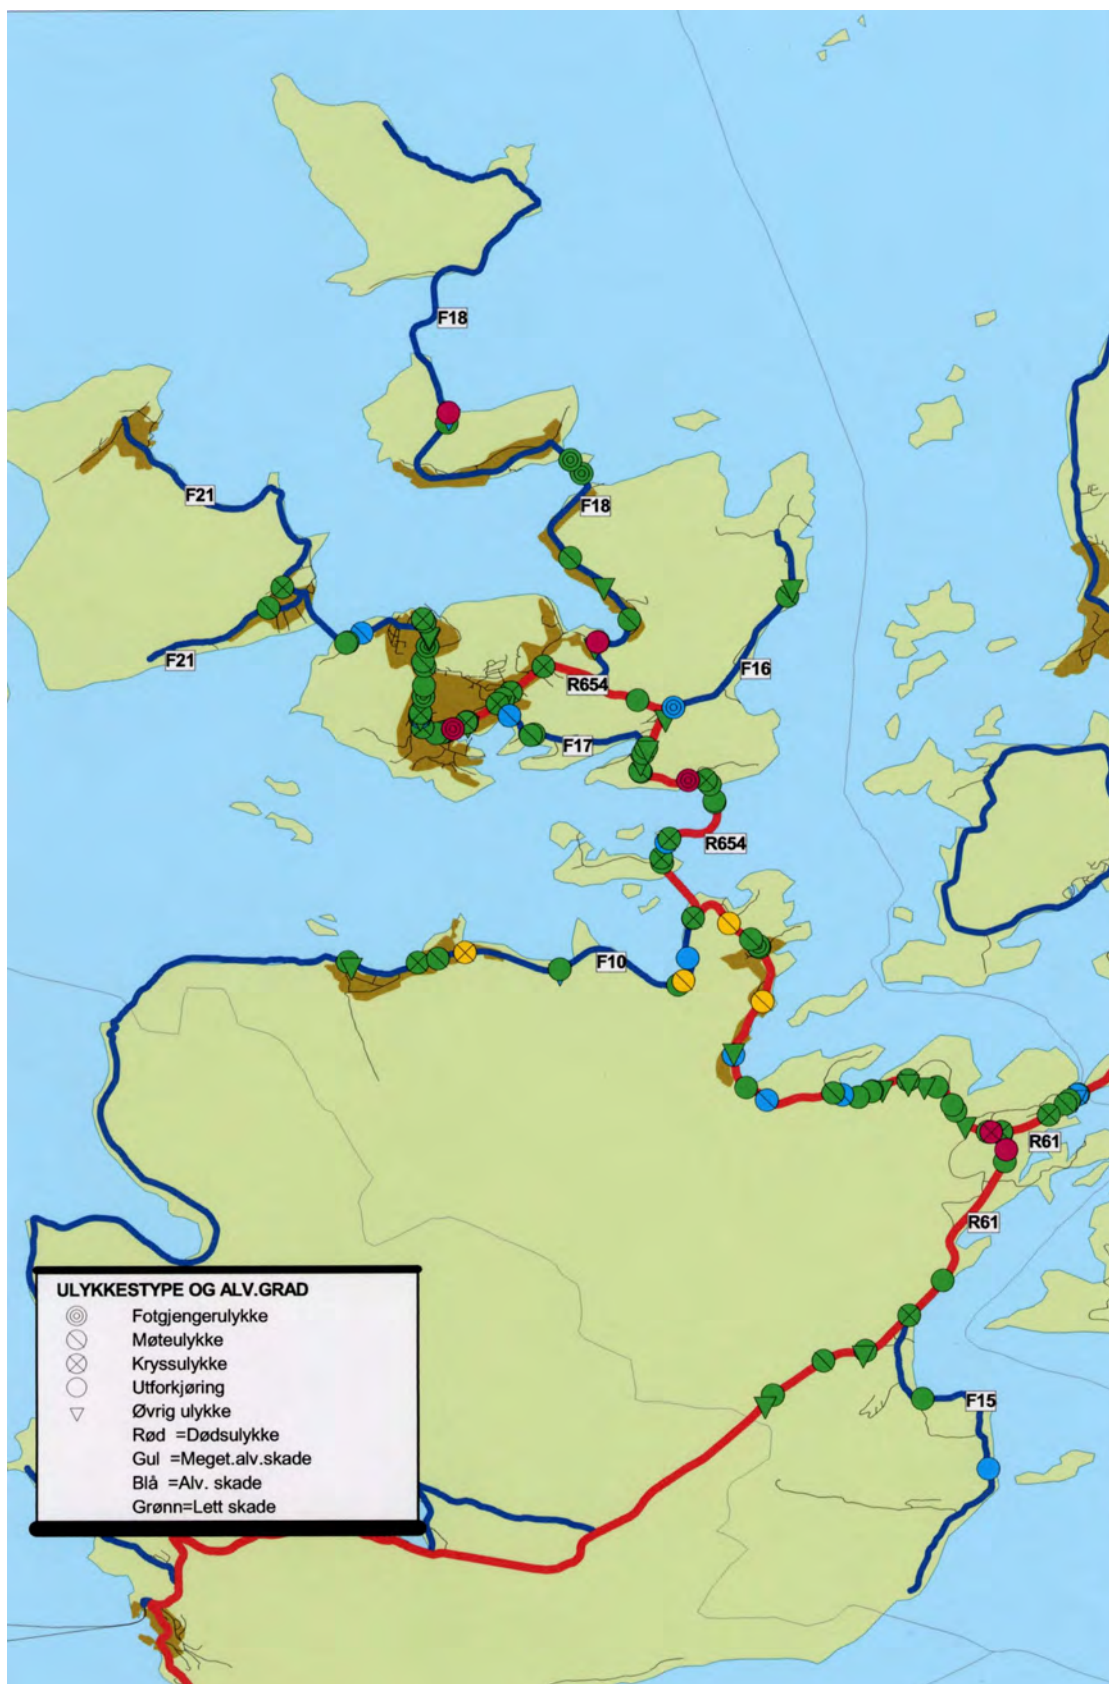 F18
F21
F18
F21
R654
F16
F17
R654
F10
R61
R61
ULYKKESTYPE OG ALV.GRAD
Fotgjengerulykke
Møteulykke
Kryssulykke
Utforkjøring
Øvrig ulykke
Rød =Dødsulykke
Gul =Meget.alv.skade
Blå =Alv. skade
Grønn=Lett skade
F15